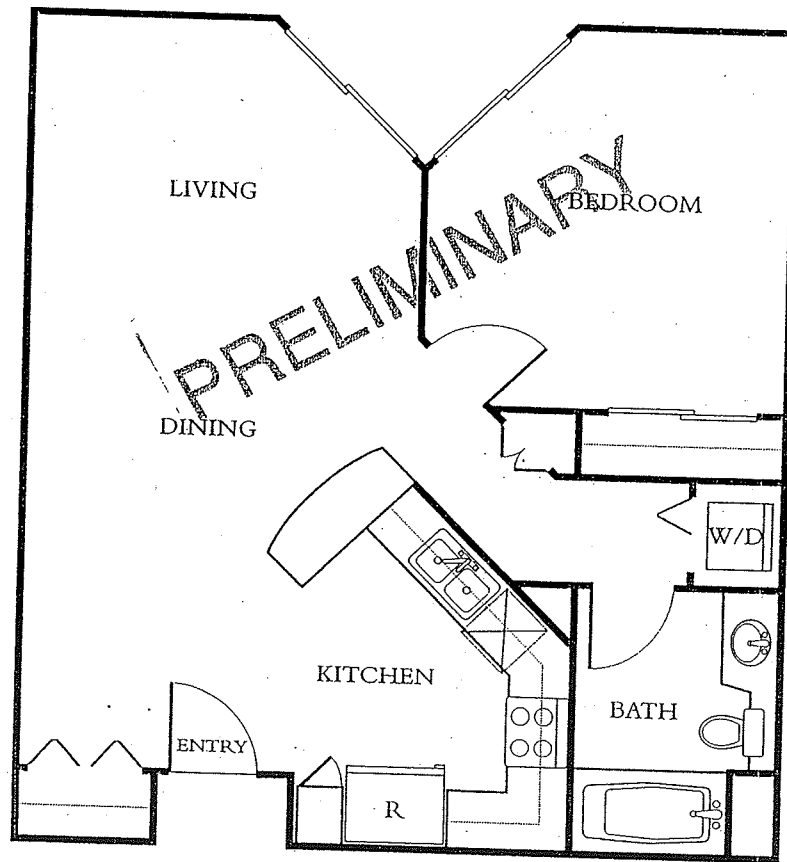 LIVING
BEDROOM
PRELIMINARY
DINING
W/D
KITCHEN
BATH
ENTRY
R